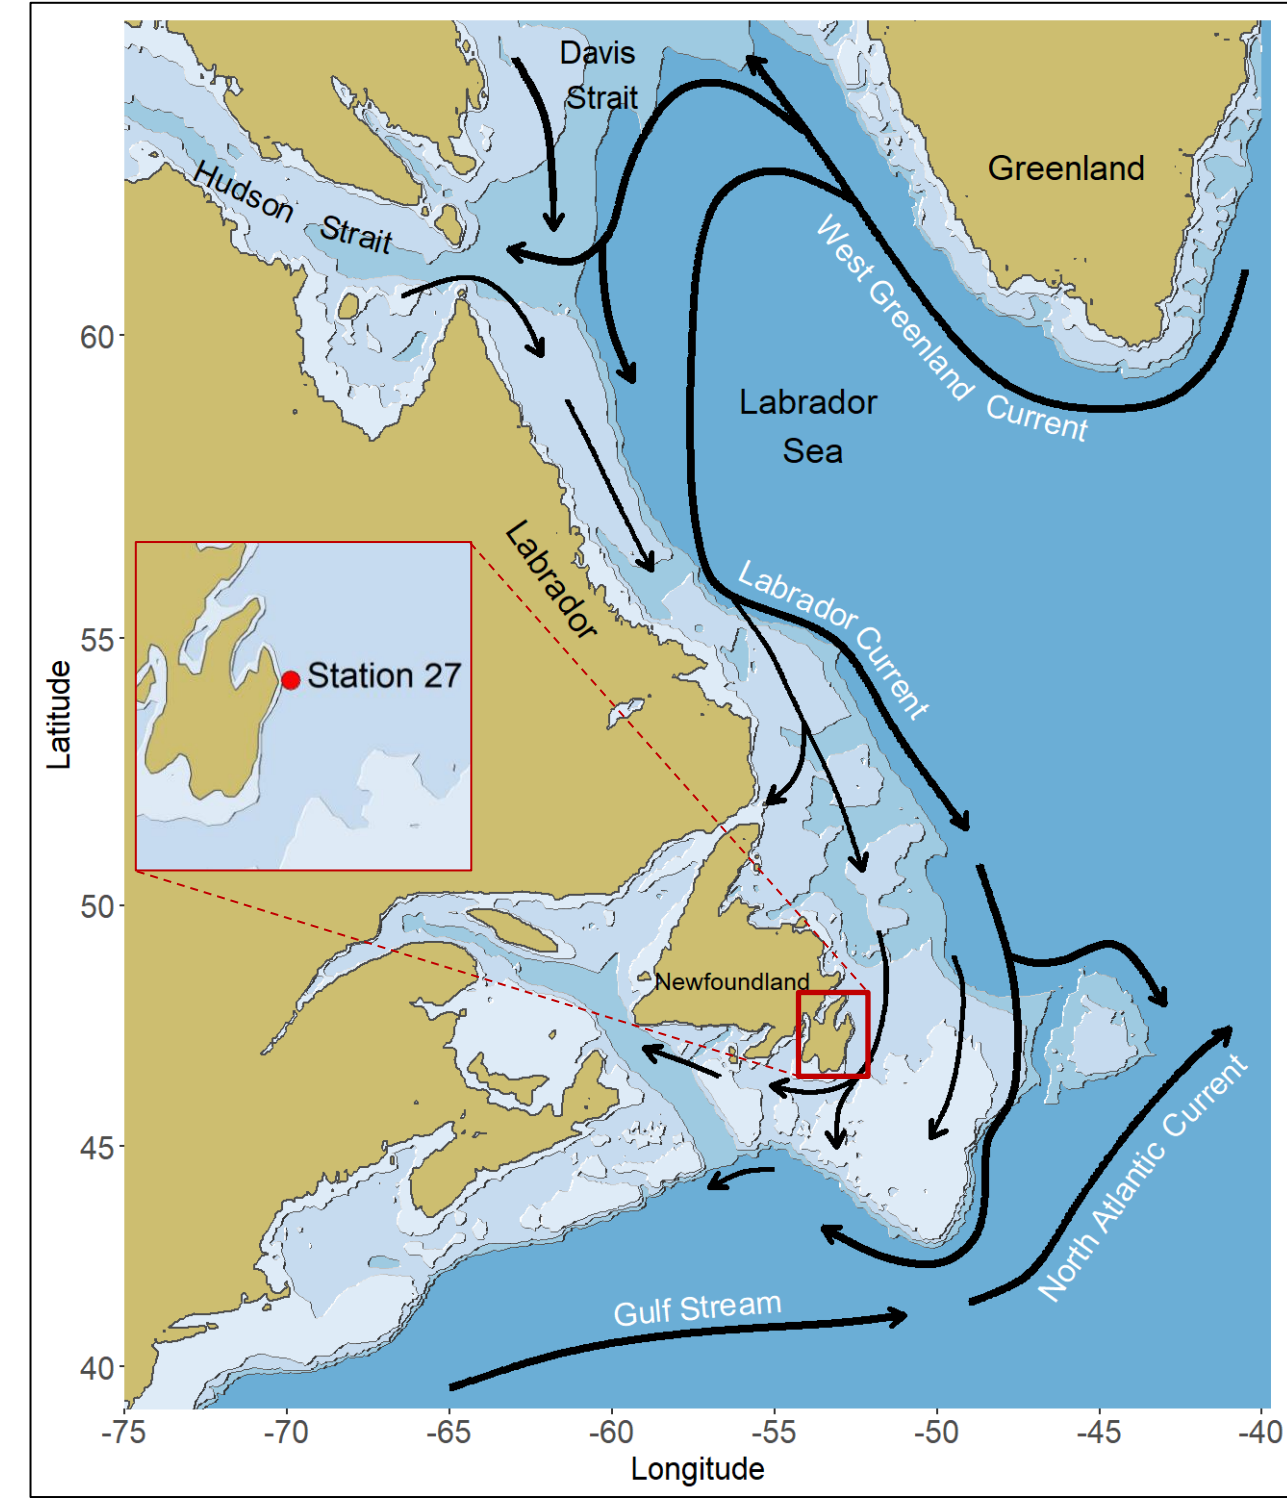 Davis
Strait
Greenland
Hudson Strait
West Greenland Current
60
Labrador
Sea
Labrador
Labrador Current
55
Station 27
Latitude
50
Newfoundland
45
North Atlantic Current
Gulf Stream
40
-75 -70 -65 -60 -55 -50 -45 -40
Longitude